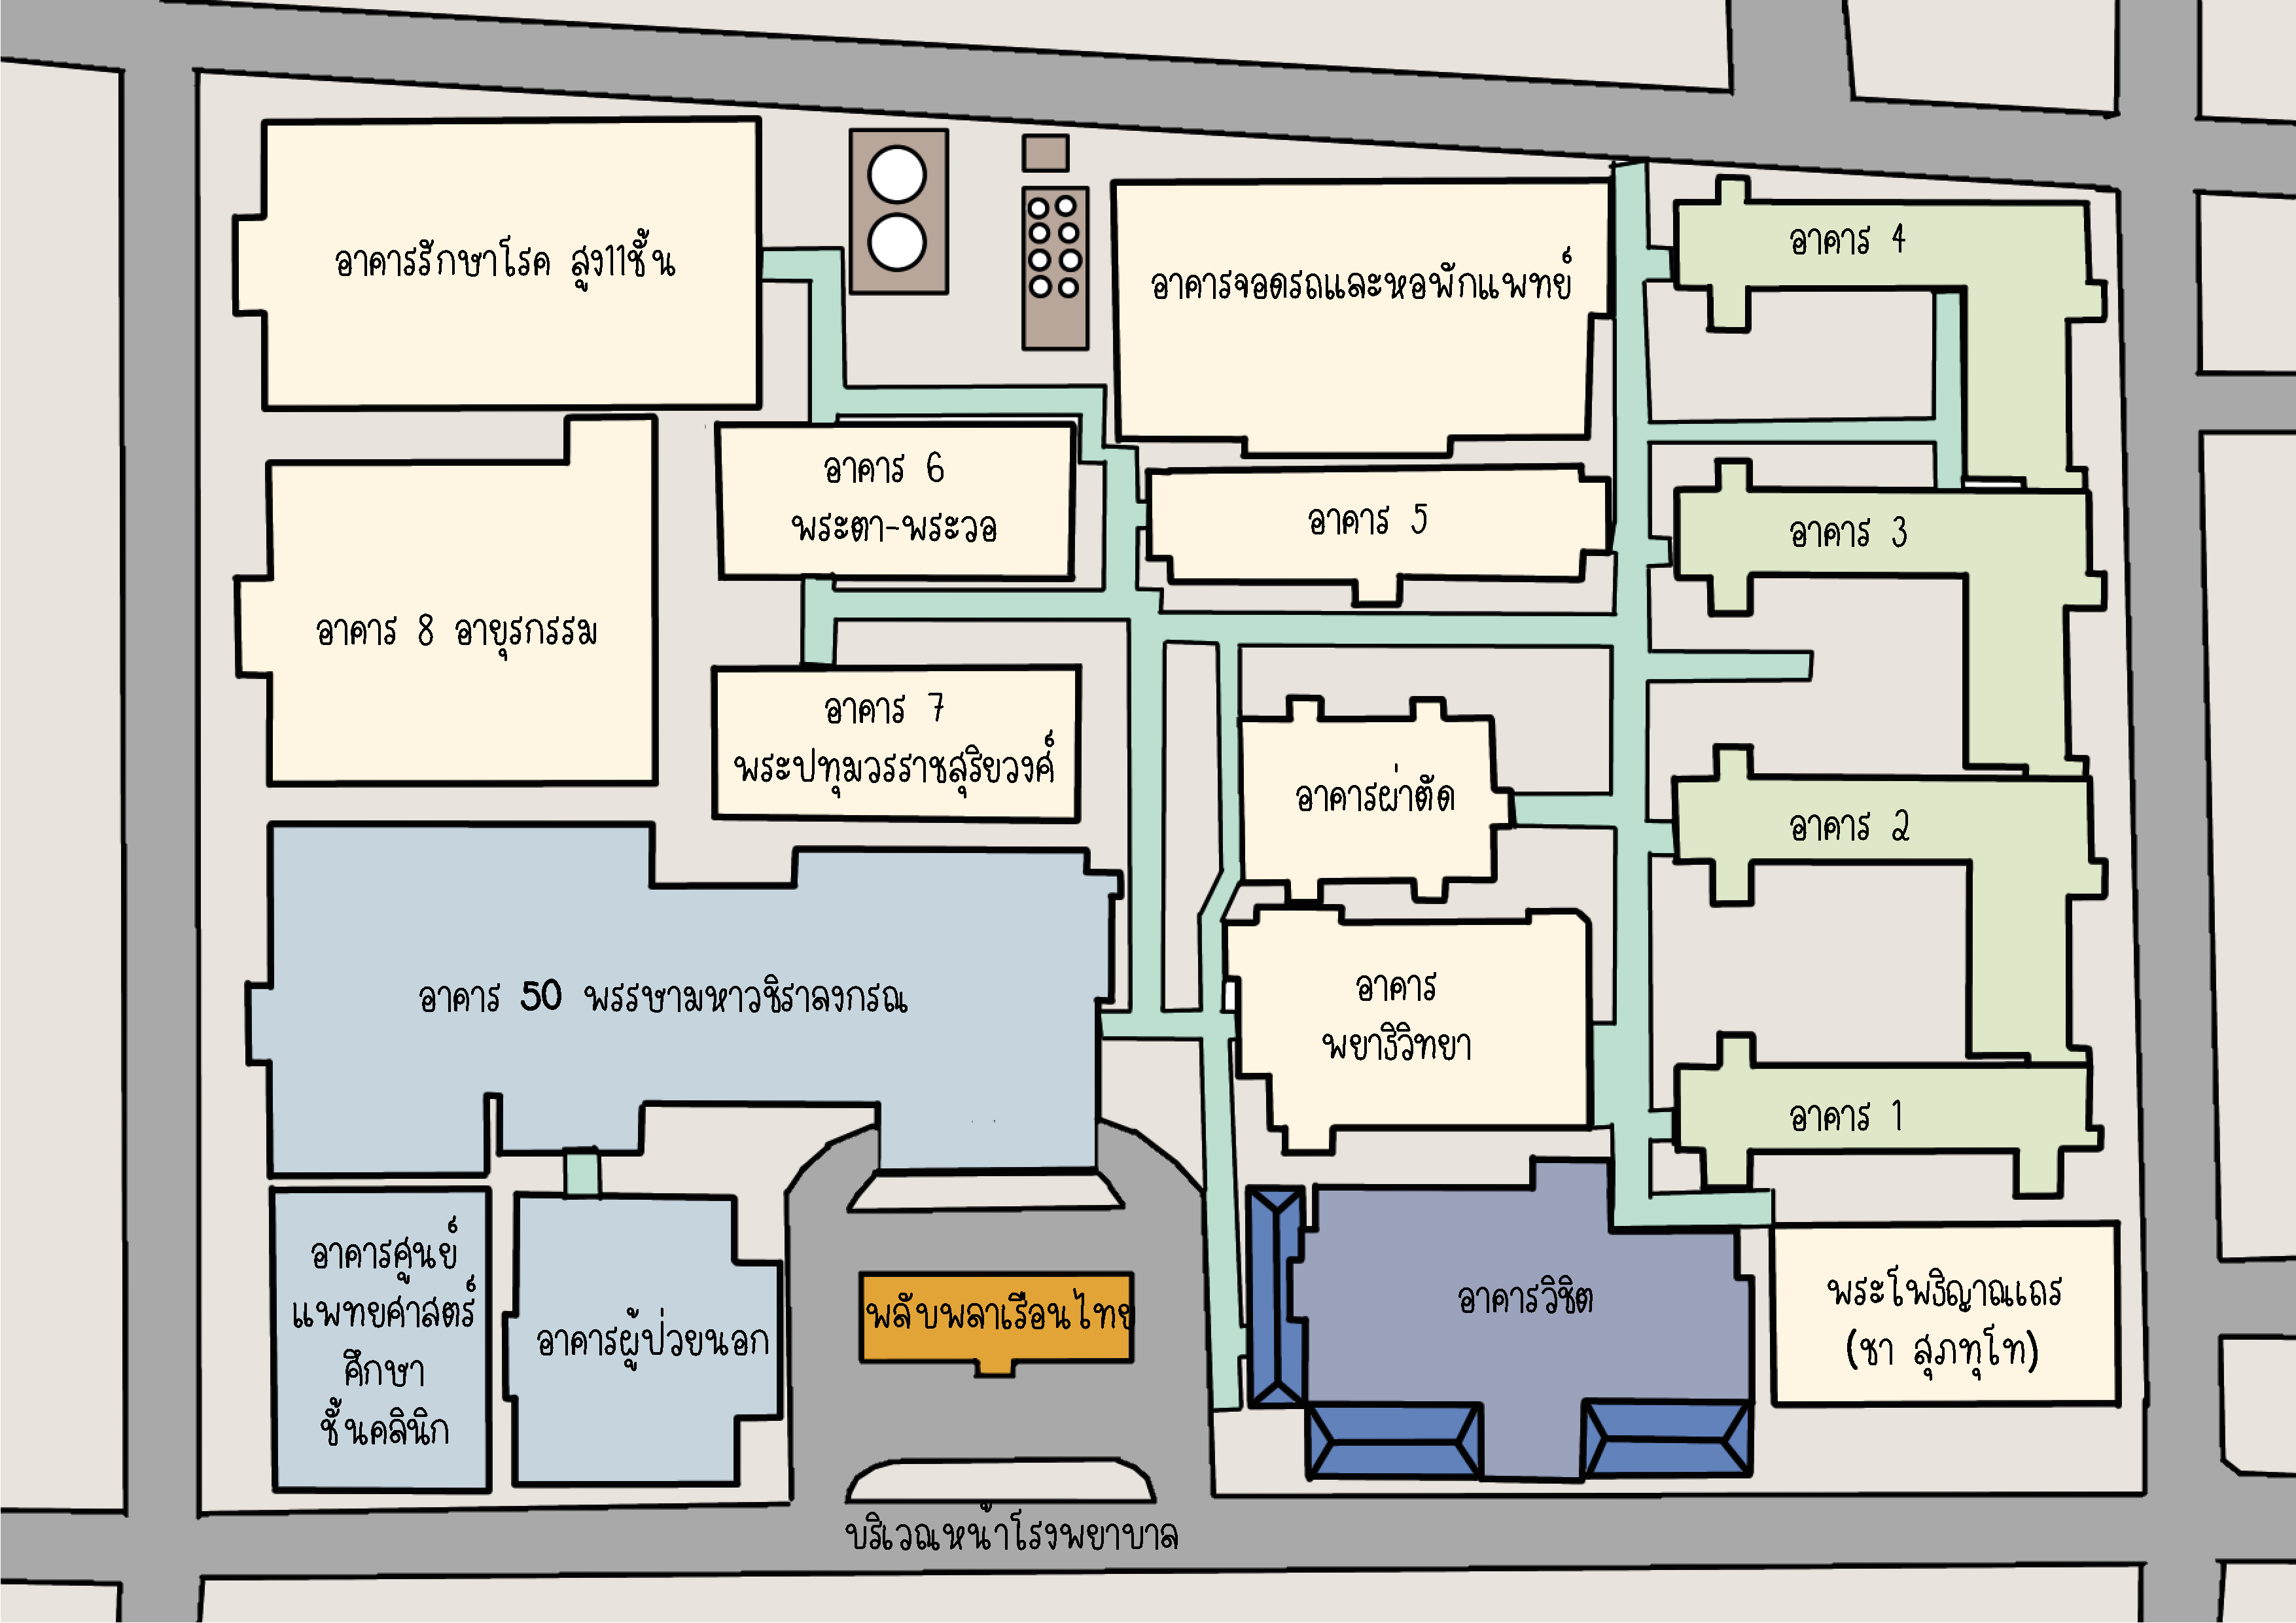 อาคารรักษาโรค สูง11ชั้น
อาคารจอดรถและหอพักแพทย์
อาคาร 4
อาคาร 6
พระตา-พระวอ
อาคาร 5
อาคาร 3
อาคาร 8 อายุรกรรม
อาคาร 7
พระปทุมวรราชสุริยวงศ์
อาคารผ่าตัด
อาคาร 2
อาคาร 50 พรรษามหาวชิราลงกรณ
อาคาร
พยาธิวิทยา
อาคาร 1
อาคารศูนย์
แพทยศาสตร์
ศึกษา
ชั้นคลินิก
อาคารผู้ป่วยนอก
พลับพลาเรือนไทย
อาคารวิชิต
พระโพธิญาณเถร
(ชา สุภทฺโท)
บริเวณหน้าโรงพยาบาล